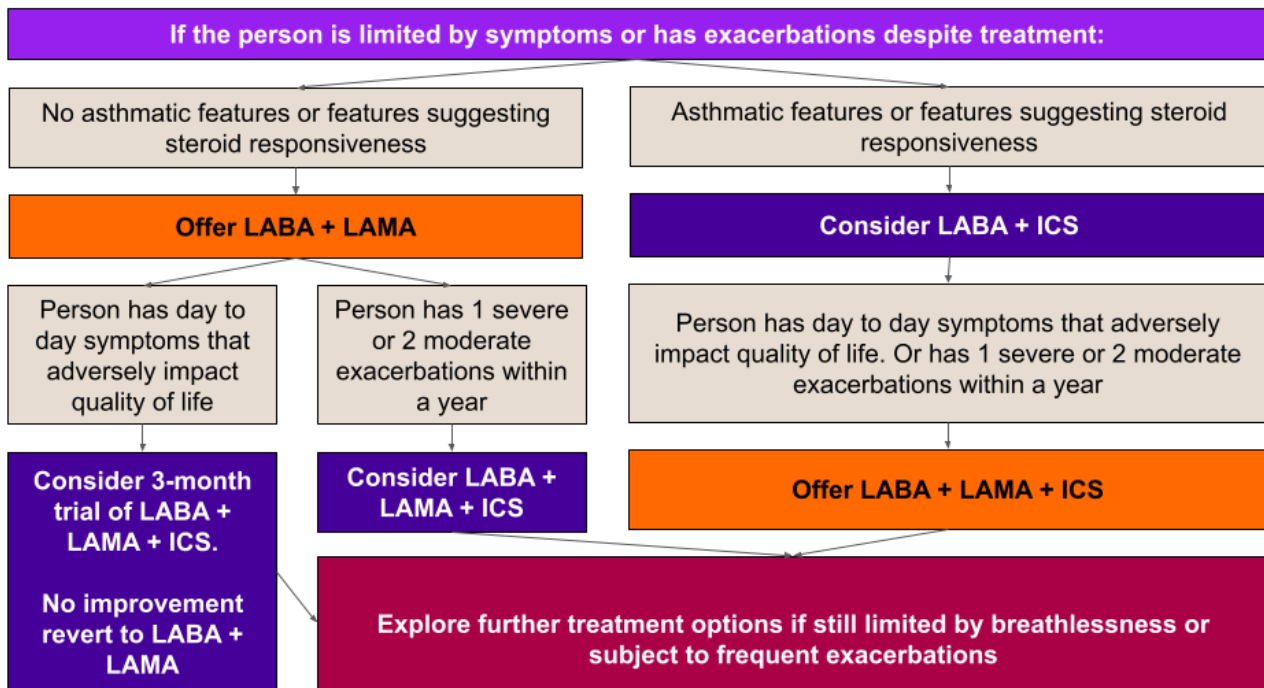 If the person is limited by symptoms or has exacerbations despite treatment:
No asthmatic features or features suggesting
steroid responsiveness
Asthmatic features or features suggesting steroid
responsiveness
Offer LABA + LAMA
Consider LABA + ICS
Person has day to
day symptoms that
adversely impact
quality of life
Person has 1 severe
or 2 moderate
exacerbations within
a year
Person has day to day symptoms that adversely
impact quality of life. Or has 1 severe or 2 moderate
exacerbations within a year
Consider 3-month
trial of LABA +
LAMA + ICS.
No improvement
revert to LABA +
LAMA
Consider LABA +
LAMA + ICS
Offer LABA + LAMA + ICS
Explore further treatment options if still limited by breathlessness or
subject to frequent exacerbations